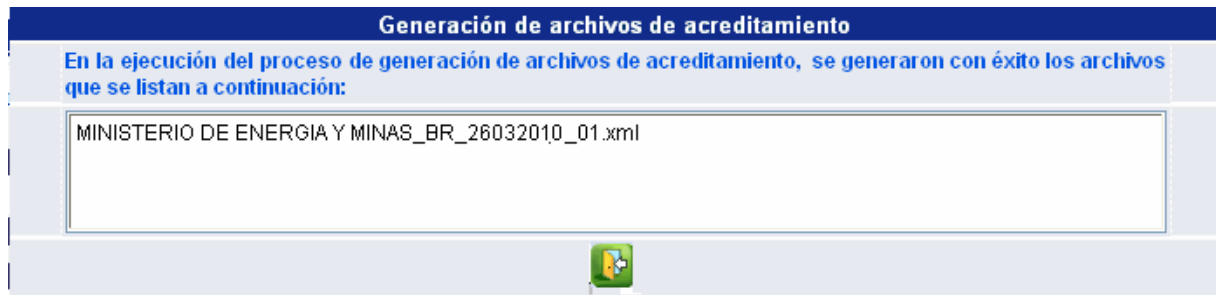 Generación de archivos de acreditamiento
En la ejecución del proceso de generación de archivos de acreditamiento, se generaron con éxito los archivos
que se listan a continuación:
MINISTERIO DE ENERGIA Y MINAS_BR_26032010_01.xml